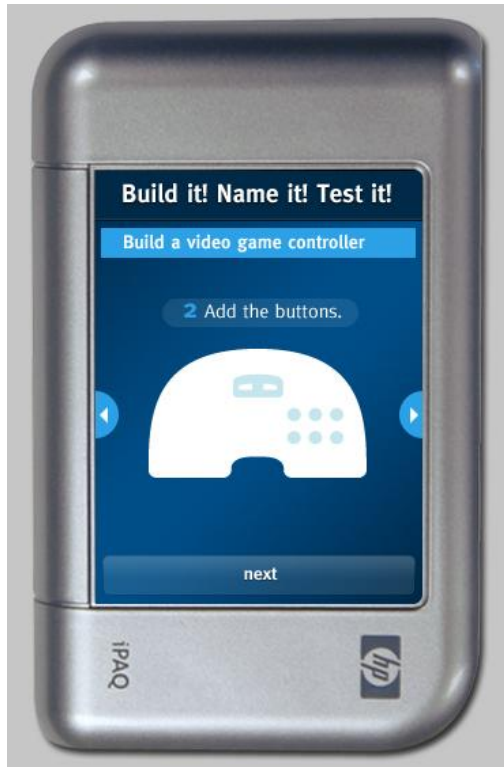 Build it! Name it! Test it!
Build a video game controller
2 Add the buttons.
next
iPAQ
hp